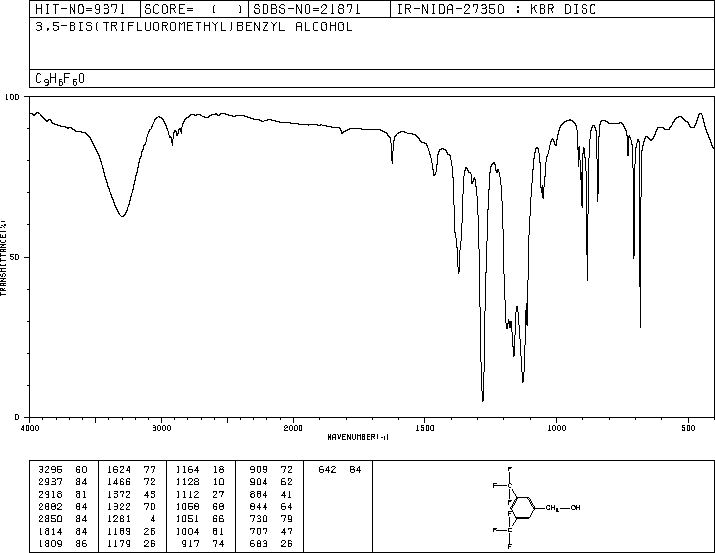 HIT-NO=9371 SCORE= ( ) SDBS-NO=21871 IR-NIDA-27350 : KBR DISC
3,5-BIS(TRIFLUOROMETHYL)BENZYL ALCOHOL
C9H6F6O
100
50
0
TRANSMITTANCE(%)
4000 3000 2000 1500 1000 500
WAVENUMBER(-1)
3295 60 1624 77 1164 18 909 72 642 84
2937 84 1466 72 1128 10 904 62
2918 81 1372 43 1112 27 884 41
2882 84 1322 70 1058 68 844 64
2850 84 1281 4 1051 66 730 79
1814 84 1189 26 1004 81 707 47
1809 86 1179 26 917 74 683 26
F
F C F
CH2 OH
F
F C
F